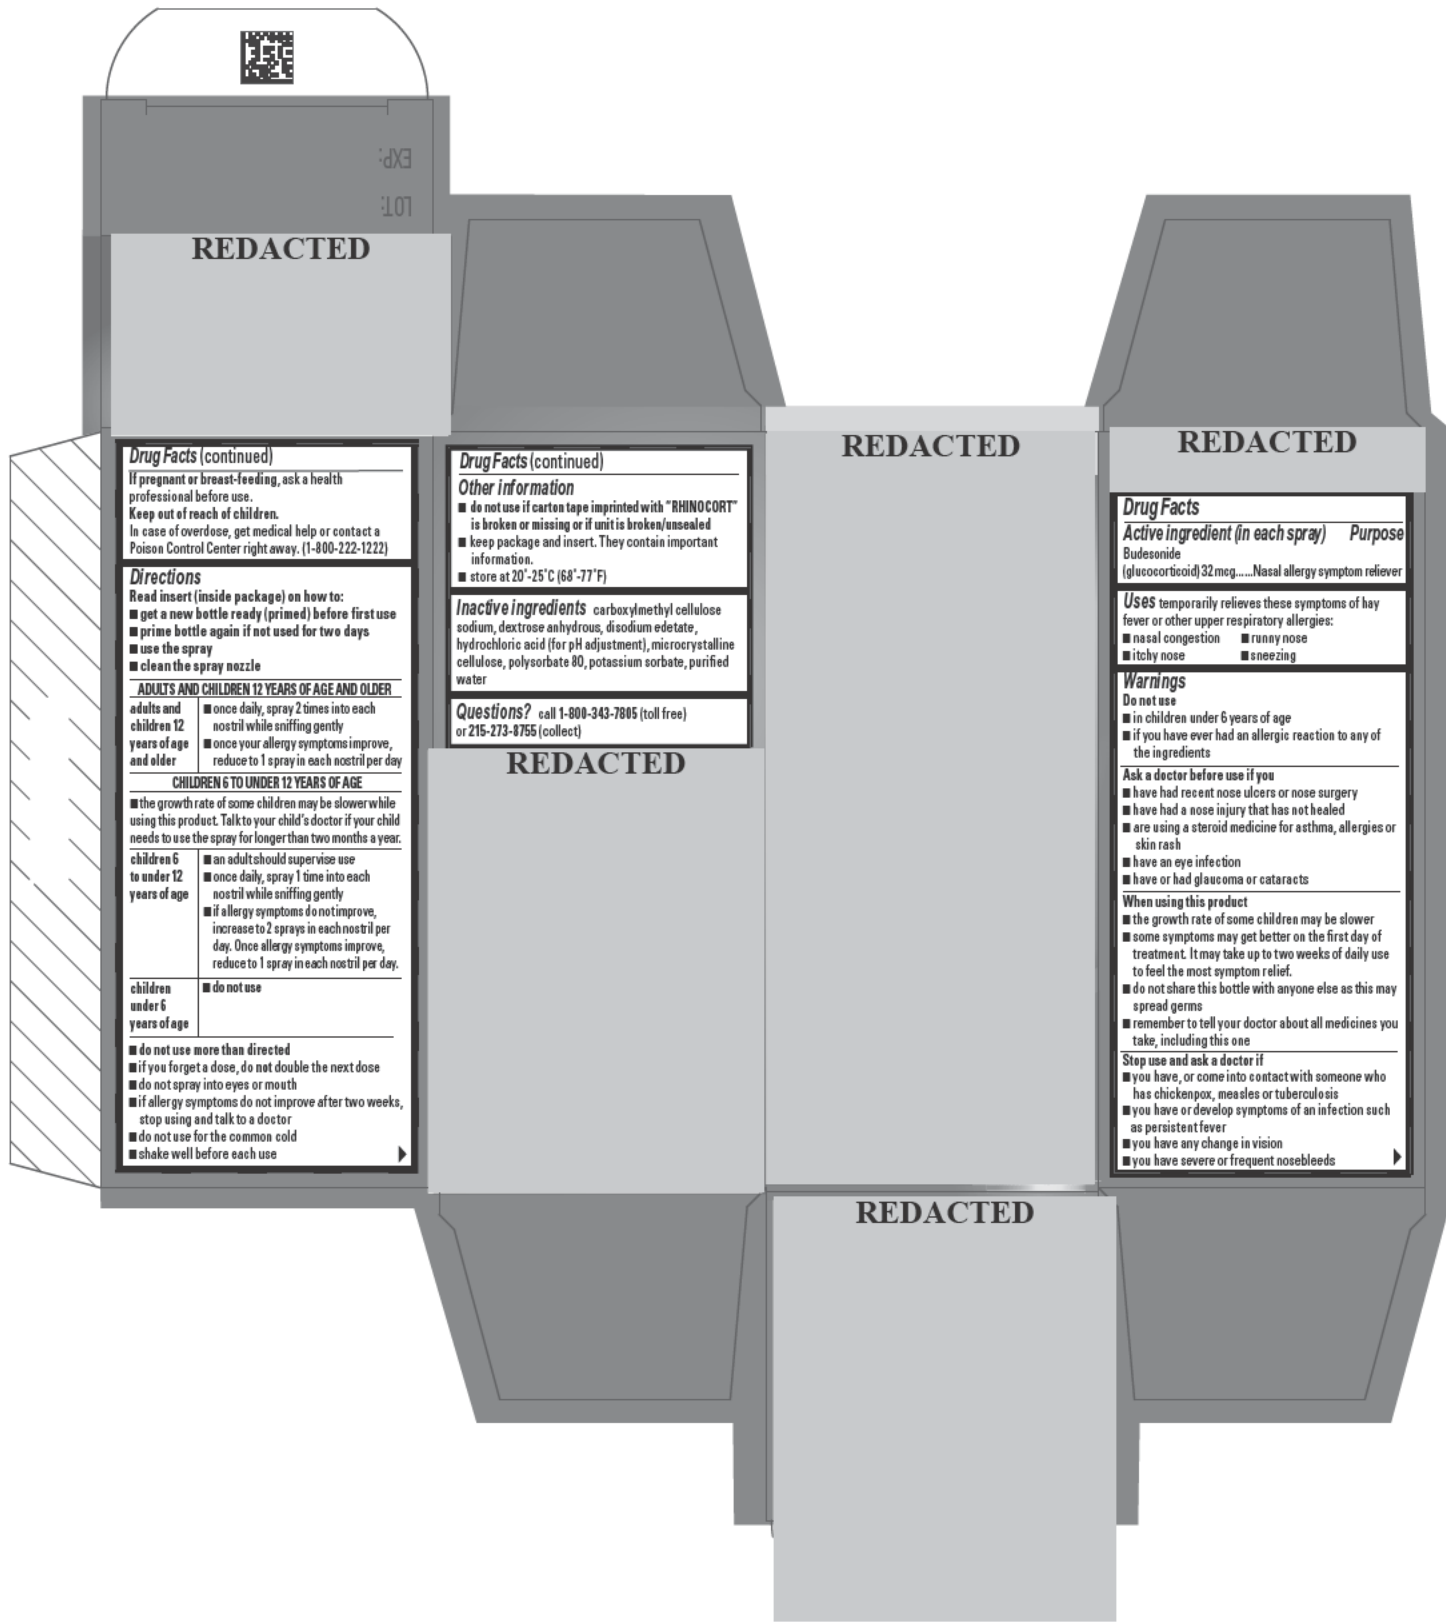 EXP:
LOT:
REDACTED
Drug Facts (continued)
If pregnant or breast-feeding, ask a health
professional before use.
Keep out of reach of children.
In case of overdose, get medical help or contact a
Poison Control Center right away. (1-800-222-1222)
Directions
Read insert (inside package) on how to:
■ get a new bottle ready (primed) before first use
■ prime bottle again if not used for two days
■ use the spray
■ clean the spray nozzle
ADULTS AND CHILDREN 12 YEARS OF AGE AND OLDER
adults and
children 12
years of age
and older
■ once daily, spray 2 times into each
nostril while sniffing gently
■ once your allergy symptoms improve,
reduce to 1 spray in each nostril per day
CHILDREN 6 TO UNDER 12 YEARS OF AGE
■ the growth rate of some children may be slower while
using this product. Talk to your child's doctor if your child
needs to use the spray for longer than two months a year.
children 6
to under 12
years of age
■ an adult should supervise use
■ once daily, spray 1 time into each
nostril while sniffing gently
■ if allergy symptoms do not improve,
increase to 2 sprays in each nostril per
day. Once allergy symptoms improve,
reduce to 1 spray in each nostril per day.
children
under 6
years of age
■ do not use
■ do not use more than directed
■ if you forget a dose, do not double the next dose
■ do not spray into eyes or mouth
■ if allergy symptoms do not improve after two weeks,
stop using and talk to a doctor
■ do not use for the common cold
■ shake well before each use
Drug Facts (continued)
Other information
■ do not use if carton tape imprinted with "RHINOCORT"
is broken or missing or if unit is broken/unsealed
■ keep package and insert. They contain important
information.
■ store at 20˚-25˚C (68˚-77˚F)
Inactive ingredients carboxylmethyl cellulose
sodium, dextrose anhydrous, disodium edetate,
hydrochloric acid (for pH adjustment), microcrystalline
cellulose, polysorbate 80, potassium sorbate, purified
water
Questions? call 1-800-343-7805 (toll free)
or 215-273-8755 (collect)
REDACTED
REDACTED
REDACTED
REDACTED
Drug Facts
Active ingredient (in each spray) Purpose
Budesonide
(glucocorticoid) 32 mcg......Nasal allergy symptom reliever
Uses temporarily relieves these symptoms of hay
fever or other upper respiratory allergies:
■ nasal congestion ■ runny nose
■ itchy nose ■ sneezing
Warnings
Do not use
■ in children under 6 years of age
■ if you have ever had an allergic reaction to any of
the ingredients
Ask a doctor before use if you
■ have had recent nose ulcers or nose surgery
■ have had a nose injury that has not healed
■ are using a steroid medicine for asthma, allergies or
skin rash
■ have an eye infection
■ have or had glaucoma or cataracts
When using this product
■ the growth rate of some children may be slower
■ some symptoms may get better on the first day of
treatment. It may take up to two weeks of daily use
to feel the most symptom relief.
■ do not share this bottle with anyone else as this may
spread germs
■ remember to tell your doctor about all medicines you
take, including this one
Stop use and ask a doctor if
■ you have, or come into contact with someone who
has chickenpox, measles or tuberculosis
■ you have or develop symptoms of an infection such
as persistent fever
■ you have any change in vision
■ you have severe or frequent nosebleeds